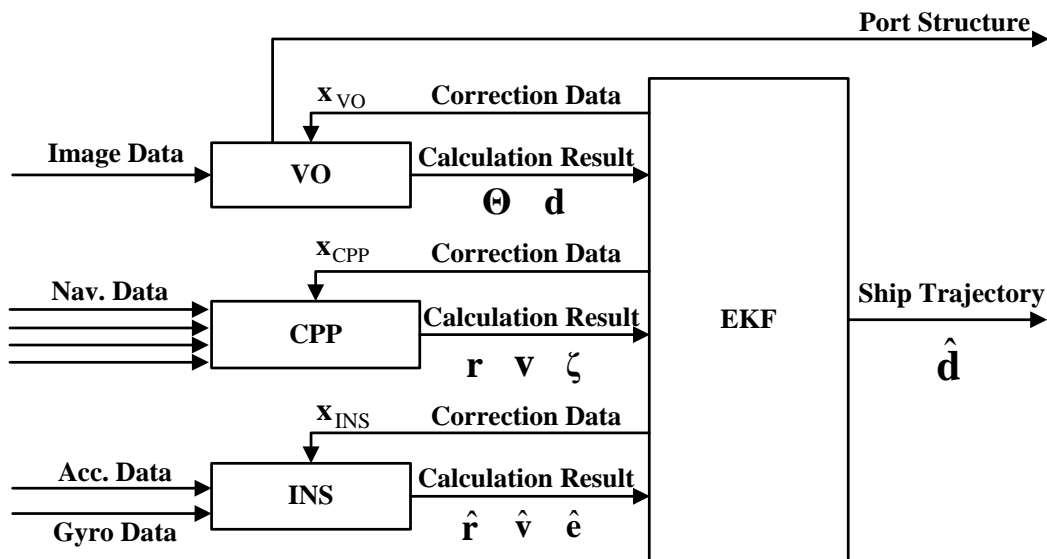 Port Structure
x_VO Correction Data
Image Data
VO
Calculation Result
Θ d
x_CPP Correction Data
Nav. Data
CPP
Calculation Result
r v ζ
EKF
Ship Trajectory
d̂
x_INS Correction Data
Acc. Data
Gyro Data
INS
Calculation Result
r̂ v̂ ê